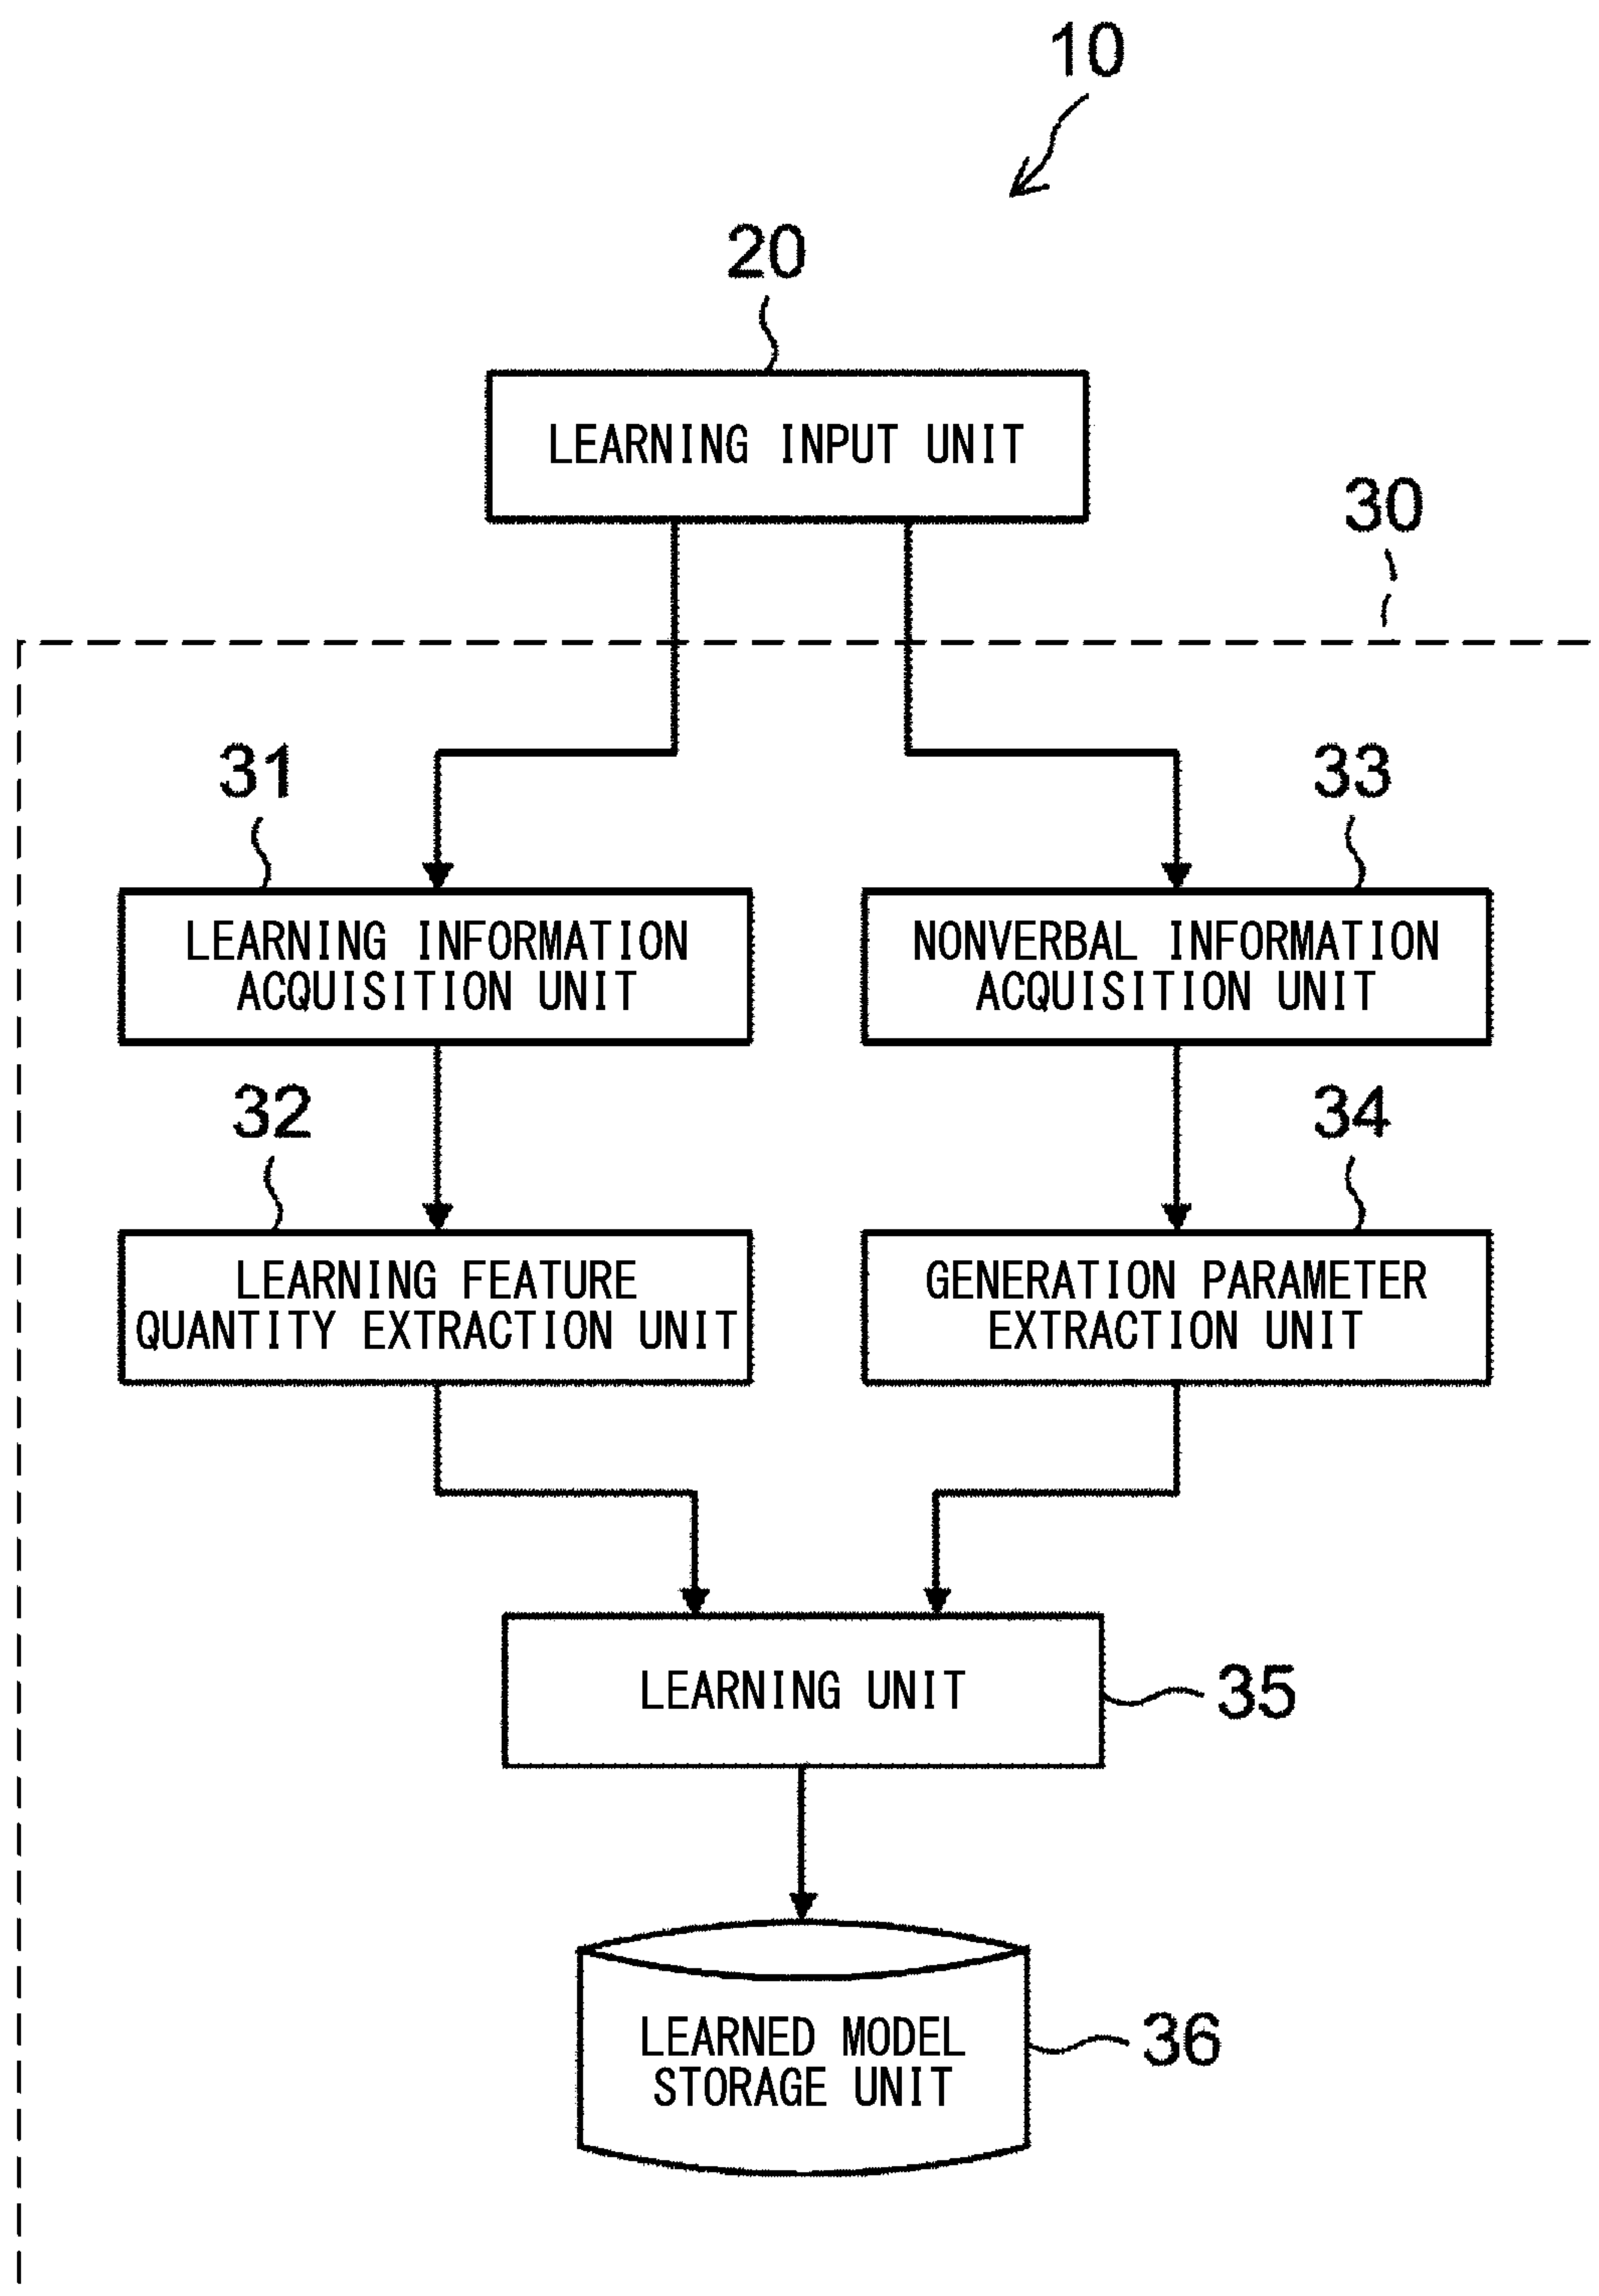 10
20
LEARNING INPUT UNIT
30
31
33
LEARNING INFORMATION
ACQUISITION UNIT
NONVERBAL INFORMATION
ACQUISITION UNIT
32
34
LEARNING FEATURE
QUANTITY EXTRACTION UNIT
GENERATION PARAMETER
EXTRACTION UNIT
LEARNING UNIT
35
LEARNED MODEL
STORAGE UNIT
36